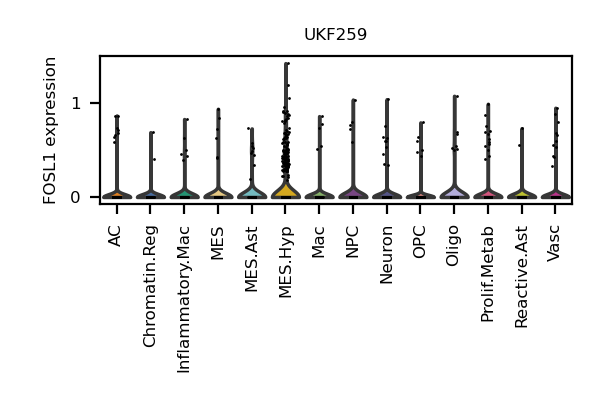 UKF259
FOSL1 expression
1
0
AC
Chromatin.Reg
Inflammatory.Mac
MES
MES.Ast
MES.Hyp
Mac
NPC
Neuron
OPC
Oligo
Prolif.Metab
Reactive.Ast
Vasc